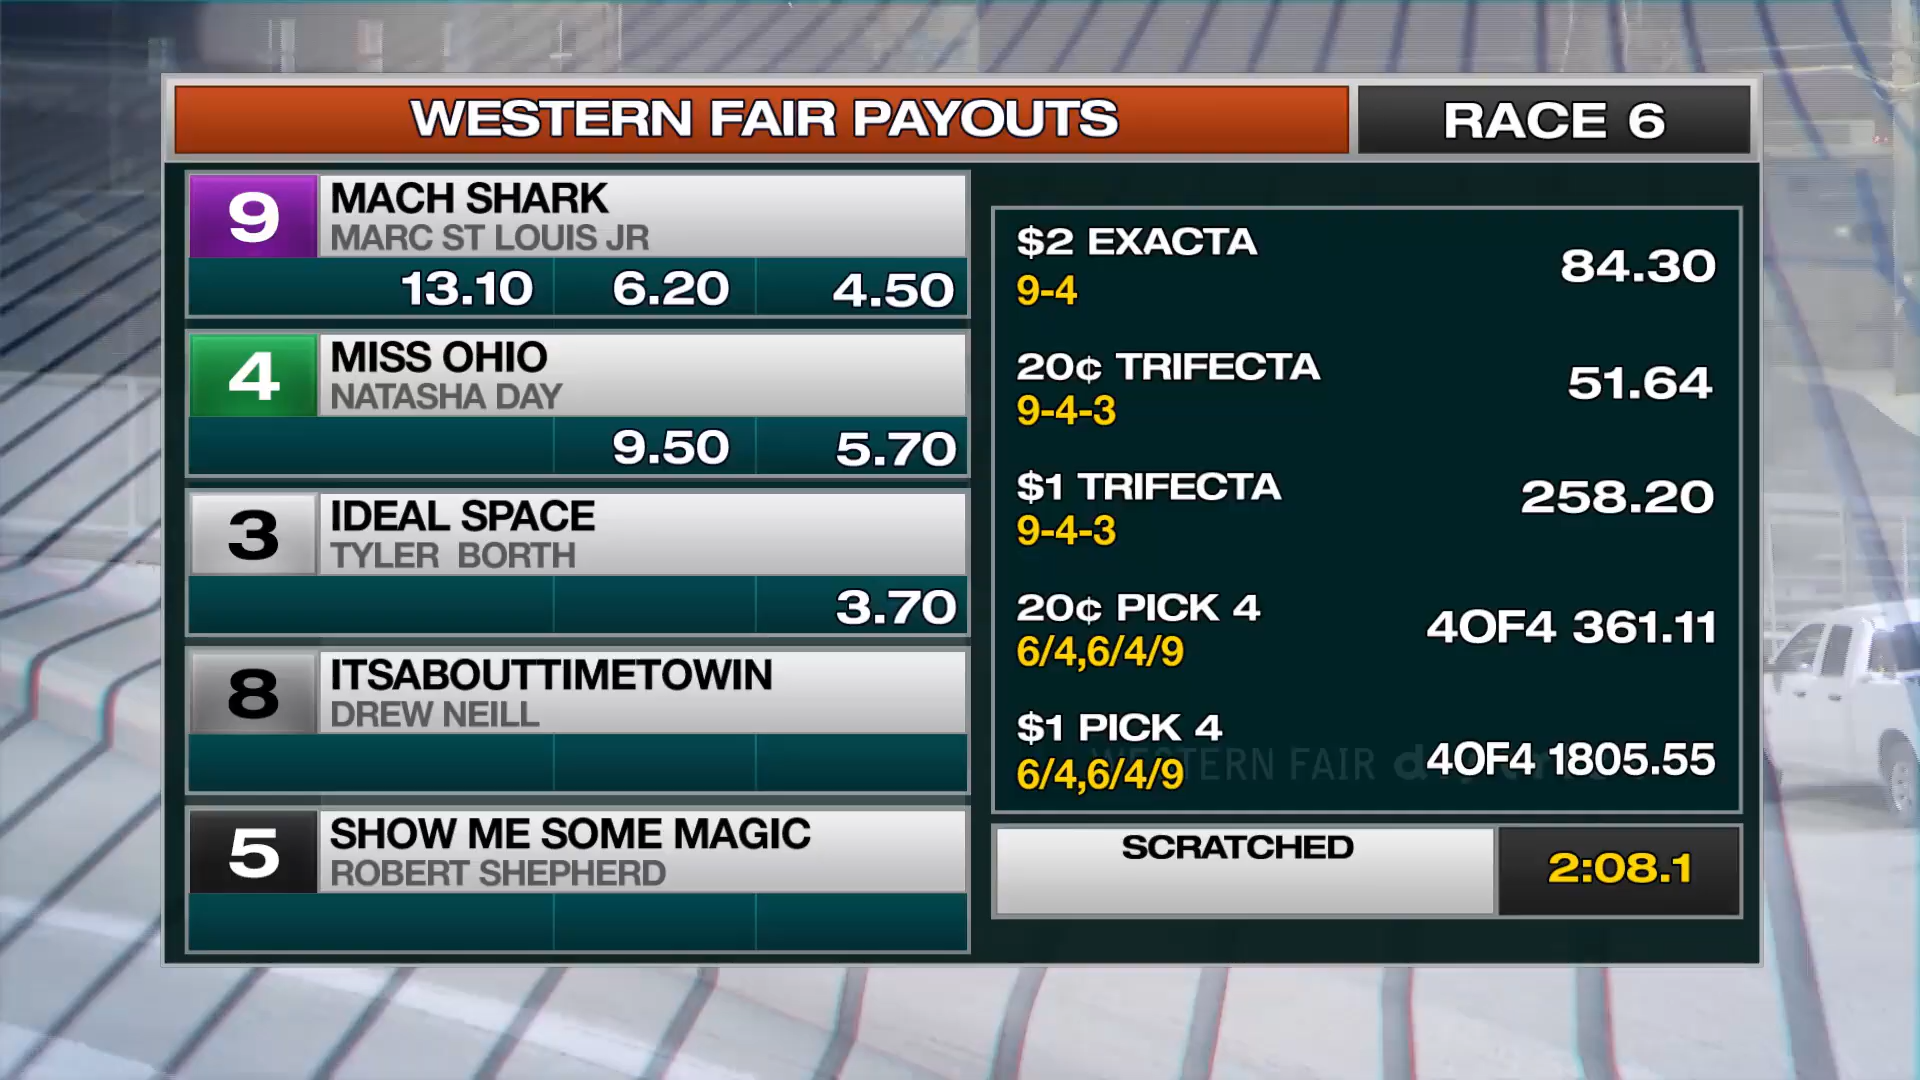 WESTERN FAIR PAYOUTS
RACE 6
9
MACH SHARK
MARC ST LOUIS JR
13.10 6.20 4.50
4
MISS OHIO
NATASHA DAY
9.50 5.70
3
IDEAL SPACE
TYLER BORTH
3.70
8
ITSABOUTTIMETOWIN
DREW NEILL
5
SHOW ME SOME MAGIC
ROBERT SHEPHERD
$2 EXACTA
9-4
84.30
20¢ TRIFECTA
9-4-3
51.64
$1 TRIFECTA
9-4-3
258.20
20¢ PICK 4
6/4,6/4/9
4OF4 361.11
$1 PICK 4
6/4,6/4/9
4OF4 1805.55
WESTERN FAIR
SCRATCHED
2:08.1